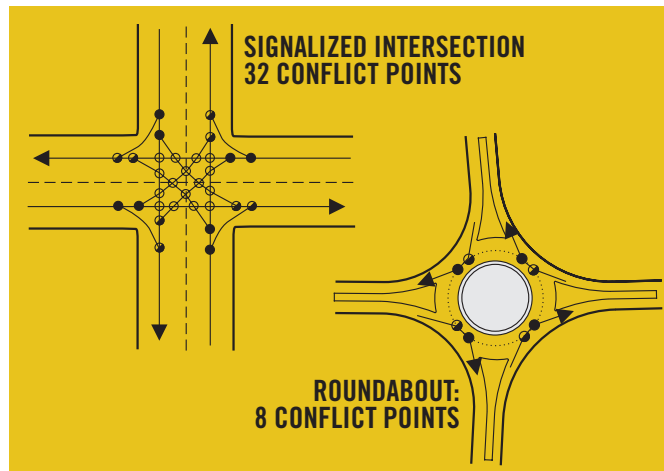 SIGNALIZED INTERSECTION
32 CONFLICT POINTS
ROUNDABOUT:
8 CONFLICT POINTS